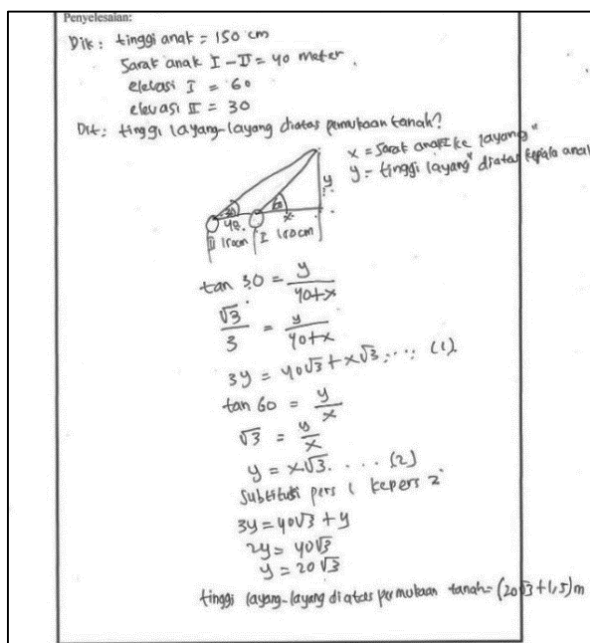 Penyelesaian:
Dik : tinggi anak = 150 cm
Jarak anak I - II = 40 meter.
elevasi I = 60
elevasi II = 30
Dit : tinggi layang-layang diatas permukaan tanah?
x = Jarak anak I ke layang"
y = tinggi layang" diatas kepala anak
y
30
60
40.
x
II 150cm I 150cm
tan 30 = y/(40+x)
√3/3 = y/(40+x)
3y = 40√3 + x√3 ..... (1)
tan 60 = y/x
√3 = y/x
y = x√3. . . . . (2)
Subtitusi pers 1 kepers 2
3y = 40√3 + y
2y = 40√3
y = 20√3
tinggi layang-layang diatas permukaan tanah = (20√3 + 1,5) m